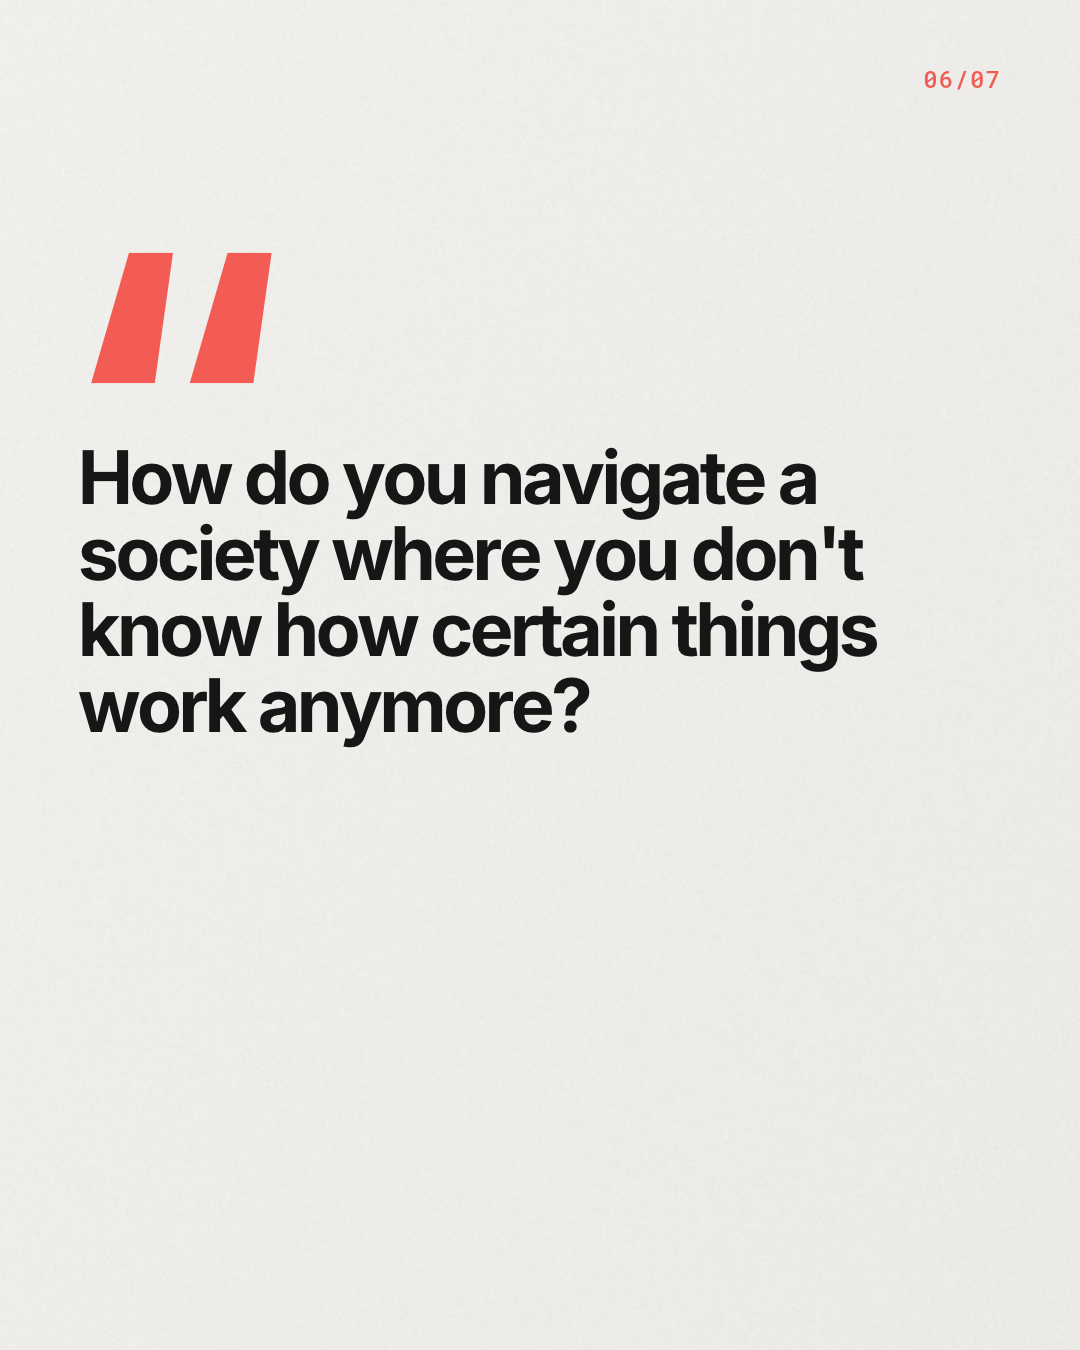 06/07
"
How do you navigate a
society where you don't
know how certain things
work anymore?